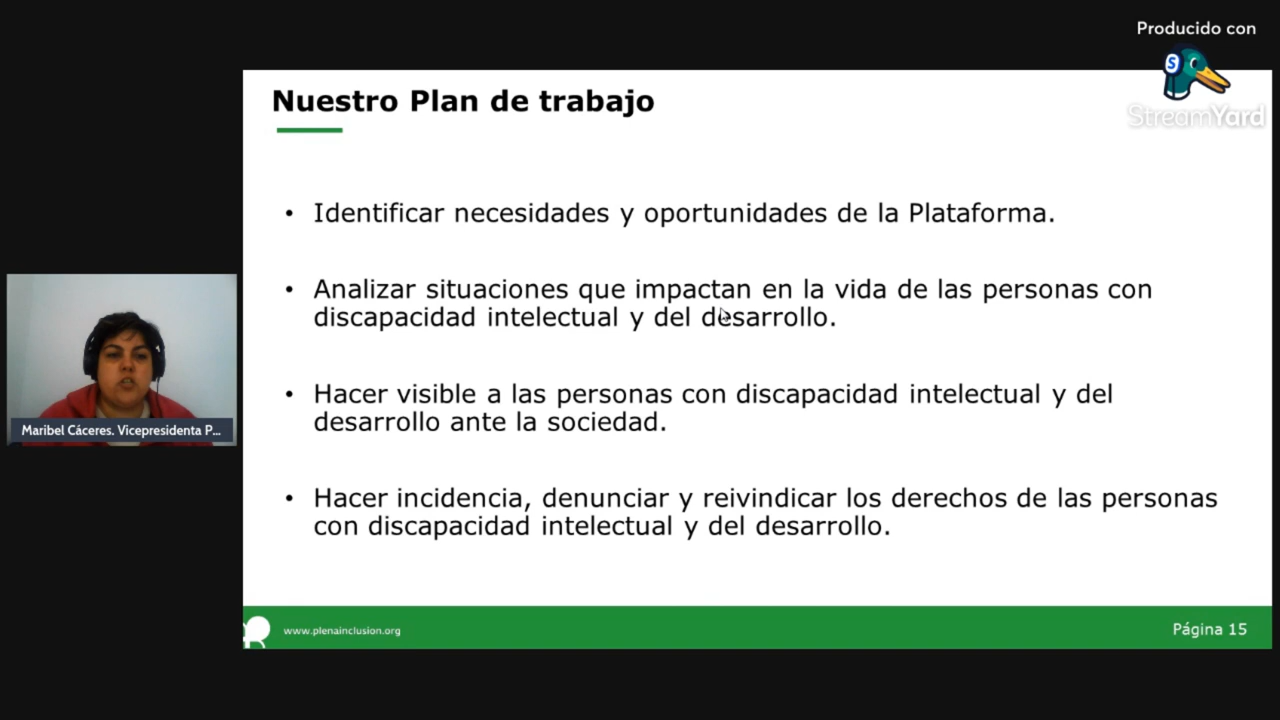 Producido con
StreamYard
Nuestro Plan de trabajo
• Identificar necesidades y oportunidades de la Plataforma.
• Analizar situaciones que impactan en la vida de las personas con
discapacidad intelectual y del desarrollo.
• Hacer visible a las personas con discapacidad intelectual y del
desarrollo ante la sociedad.
• Hacer incidencia, denunciar y reivindicar los derechos de las personas
con discapacidad intelectual y del desarrollo.
Maribel Cáceres. Vicepresidenta P...
www.plenainclusion.org
Página 15